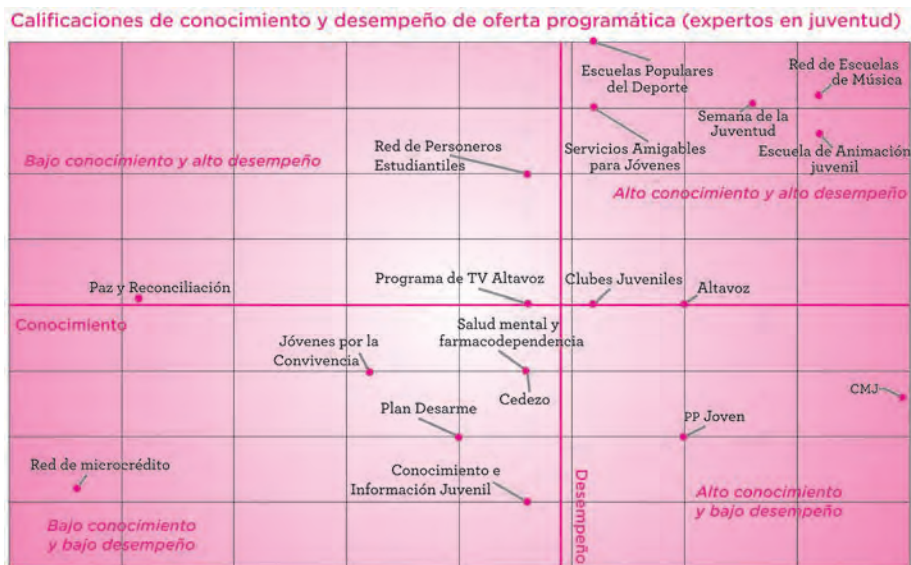 Calificaciones de conocimiento y desempeño de oferta programática (expertos en juventud)
Escuelas Populares
del Deporte
Red de Escuelas
de Música
Semana de la
Juventud
Bajo conocimiento y alto desempeño
Red de Personeros
Estudiantiles
Servicios Amigables
para Jóvenes
Escuela de Animación
juvenil
Alto conocimiento y alto desempeño
Paz y Reconciliación
Programa de TV Altavoz
Clubes Juveniles
Altavoz
Conocimiento
Jóvenes por la
Convivencia
Salud mental y
farmacodependencia
Cedezo
CMJ
Plan Desarme
PP Joven
Red de microcrédito
Conocimiento e
Información Juvenil
Desempeño
Alto conocimiento
y bajo desempeño
Bajo conocimiento
y bajo desempeño